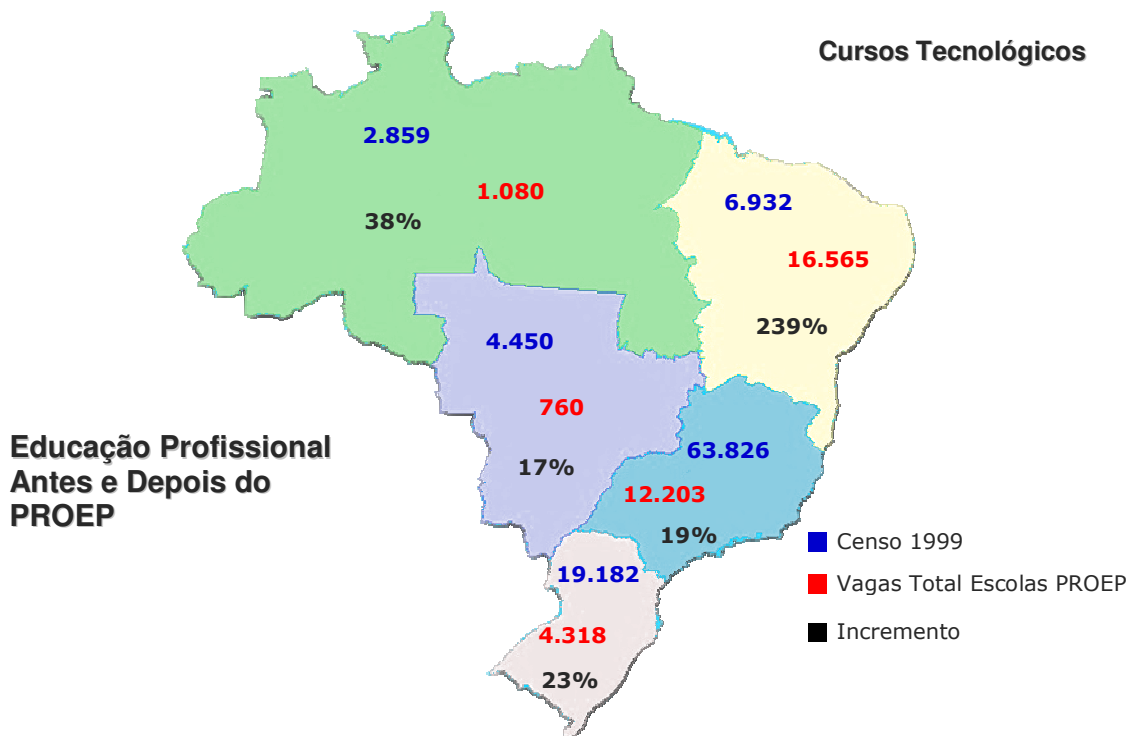 Cursos Tecnológicos
2.859
1.080
38%
6.932
16.565
239%
4.450
760
17%
63.826
12.203
19%
19.182
4.318
23%
Educação Profissional
Antes e Depois do
PROEP
Censo 1999
Vagas Total Escolas PROEP
Incremento